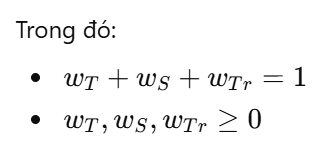 Trong đó:
• w_T + w_S + w_{Tr} = 1
• w_T, w_S, w_{Tr} ≥ 0